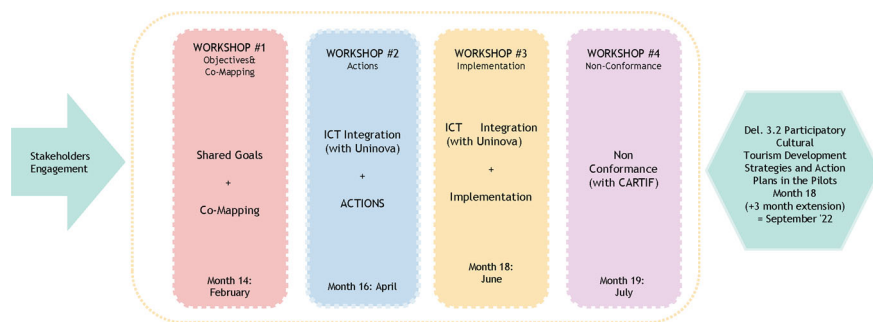 Stakeholders
Engagement
WORKSHOP #1
Objectives&
Co-Mapping
Shared Goals
+
Co-Mapping
Month 14:
February
WORKSHOP #2
Actions
ICT Integration
(with Uninova)
+
ACTIONS
Month 16: April
WORKSHOP #3
Implementation
ICT Integration
(with Uninova)
+
Implementation
Month 18:
June
WORKSHOP #4
Non-Conformance
Non
Conformance
(with CARTIF)
Month 19:
July
Del. 3.2 Participatory
Cultural
Tourism Development
Strategies and Action
Plans in the Pilots
Month 18
(+3 month extension)
= September '22